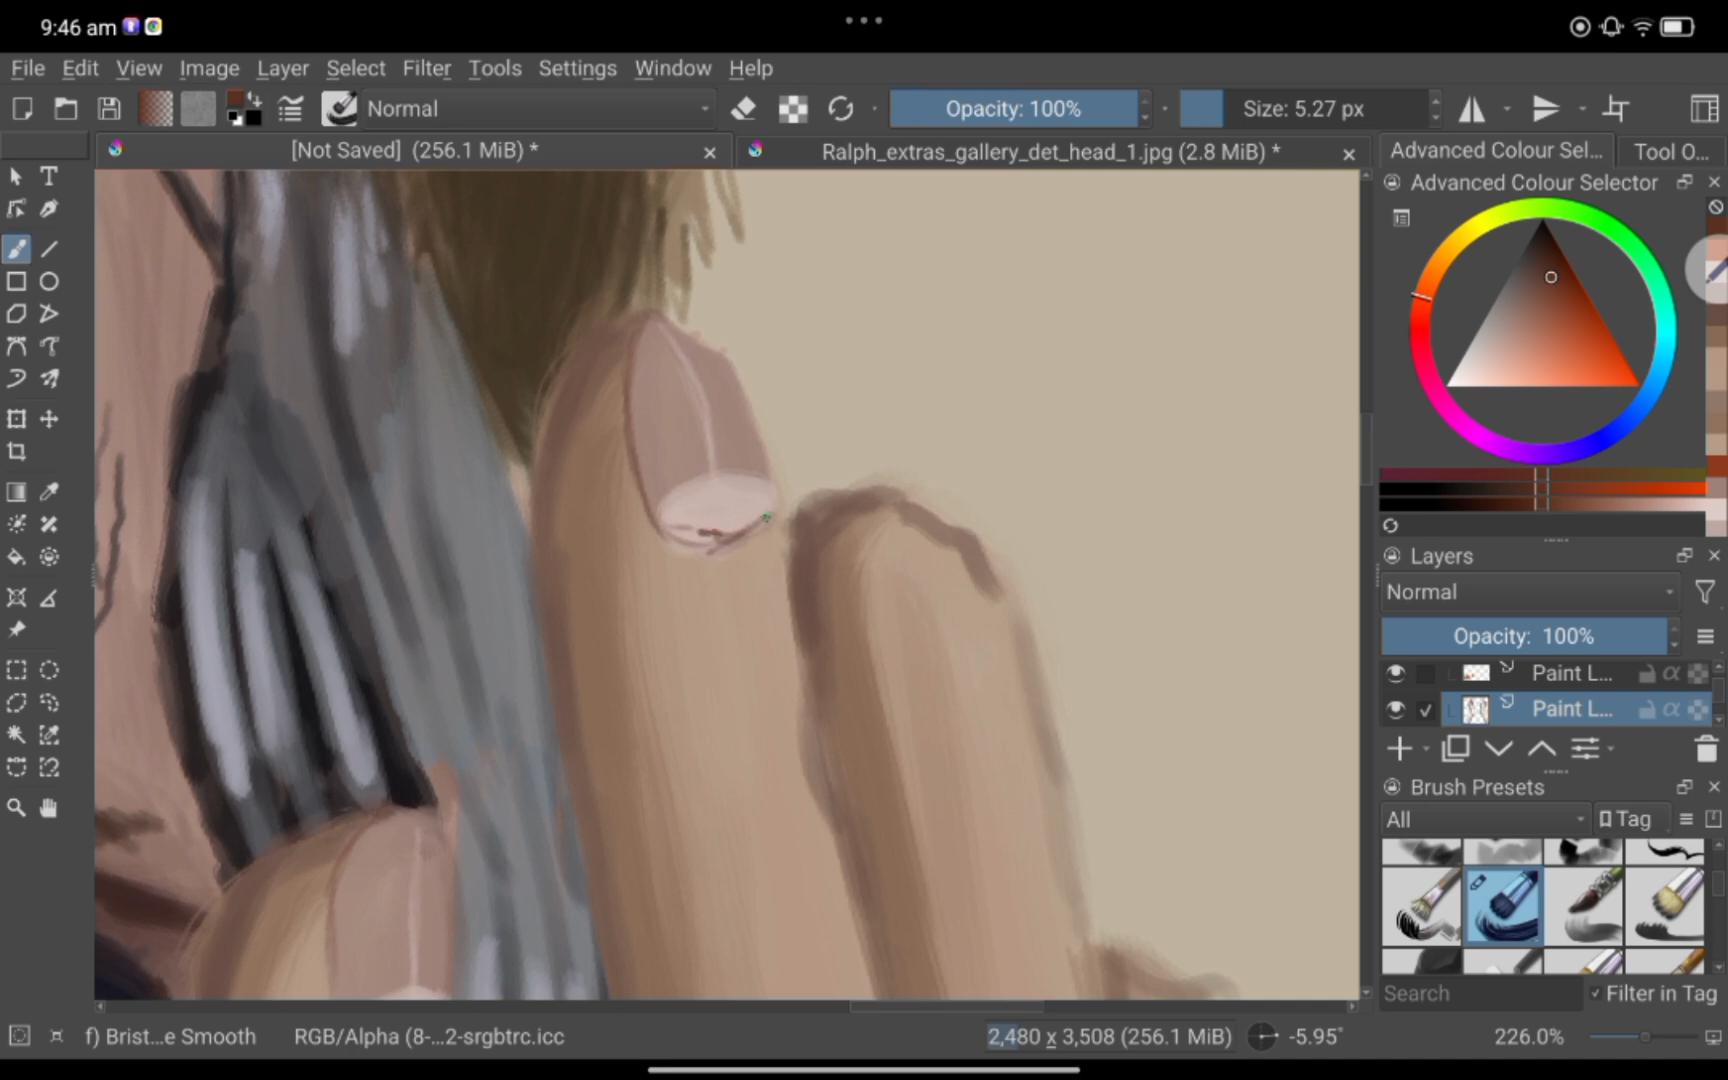 9:46 am
File Edit View Image Layer Select Filter Tools Settings Window Help
Normal Opacity: 100% Size: 5.27 px
[Not Saved] (256.1 MiB) * Ralph_extras_gallery_det_head_1.jpg (2.8 MiB) * Advanced Colour Sel... Tool O...
Advanced Colour Selector
Layers
Normal
Opacity: 100%
Paint L...
Paint L...
Brush Presets
All Tag
Search Filter in Tag
f) Brist...e Smooth RGB/Alpha (8-...2-srgbtrc.icc 2,480 x 3,508 (256.1 MiB) -5.95° 226.0%